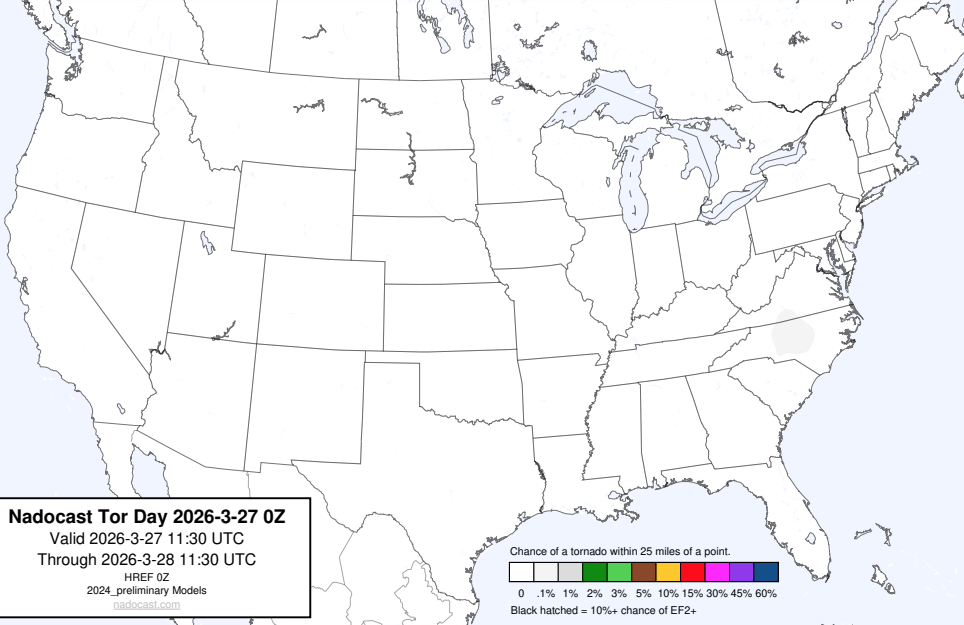 Nadocast Tor Day 2026-3-27 0Z
Valid 2026-3-27 11:30 UTC
Through 2026-3-28 11:30 UTC
HREF 0Z
2024_preliminary Models
nadocast.com
Chance of a tornado within 25 miles of a point.
0 .1% 1% 2% 3% 5% 10% 15% 30% 45% 60%
Black hatched = 10%+ chance of EF2+